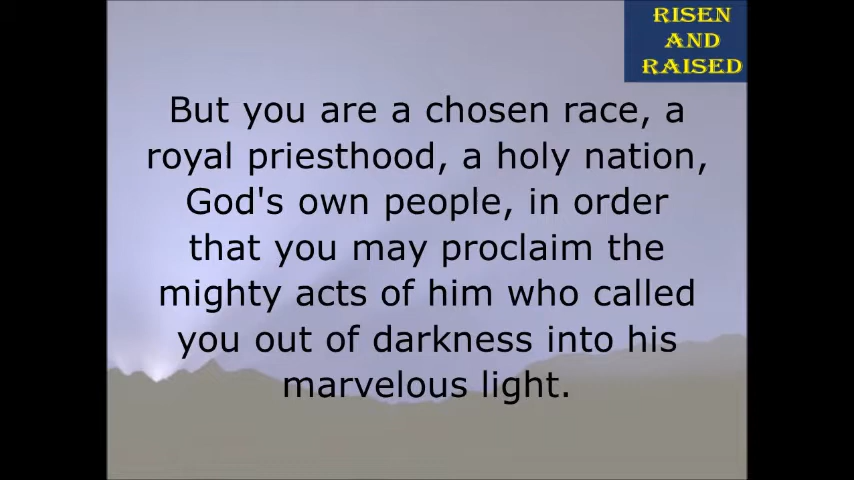 RISEN
AND
RAISED
But you are a chosen race, a
royal priesthood, a holy nation,
God's own people, in order
that you may proclaim the
mighty acts of him who called
you out of darkness into his
marvelous light.